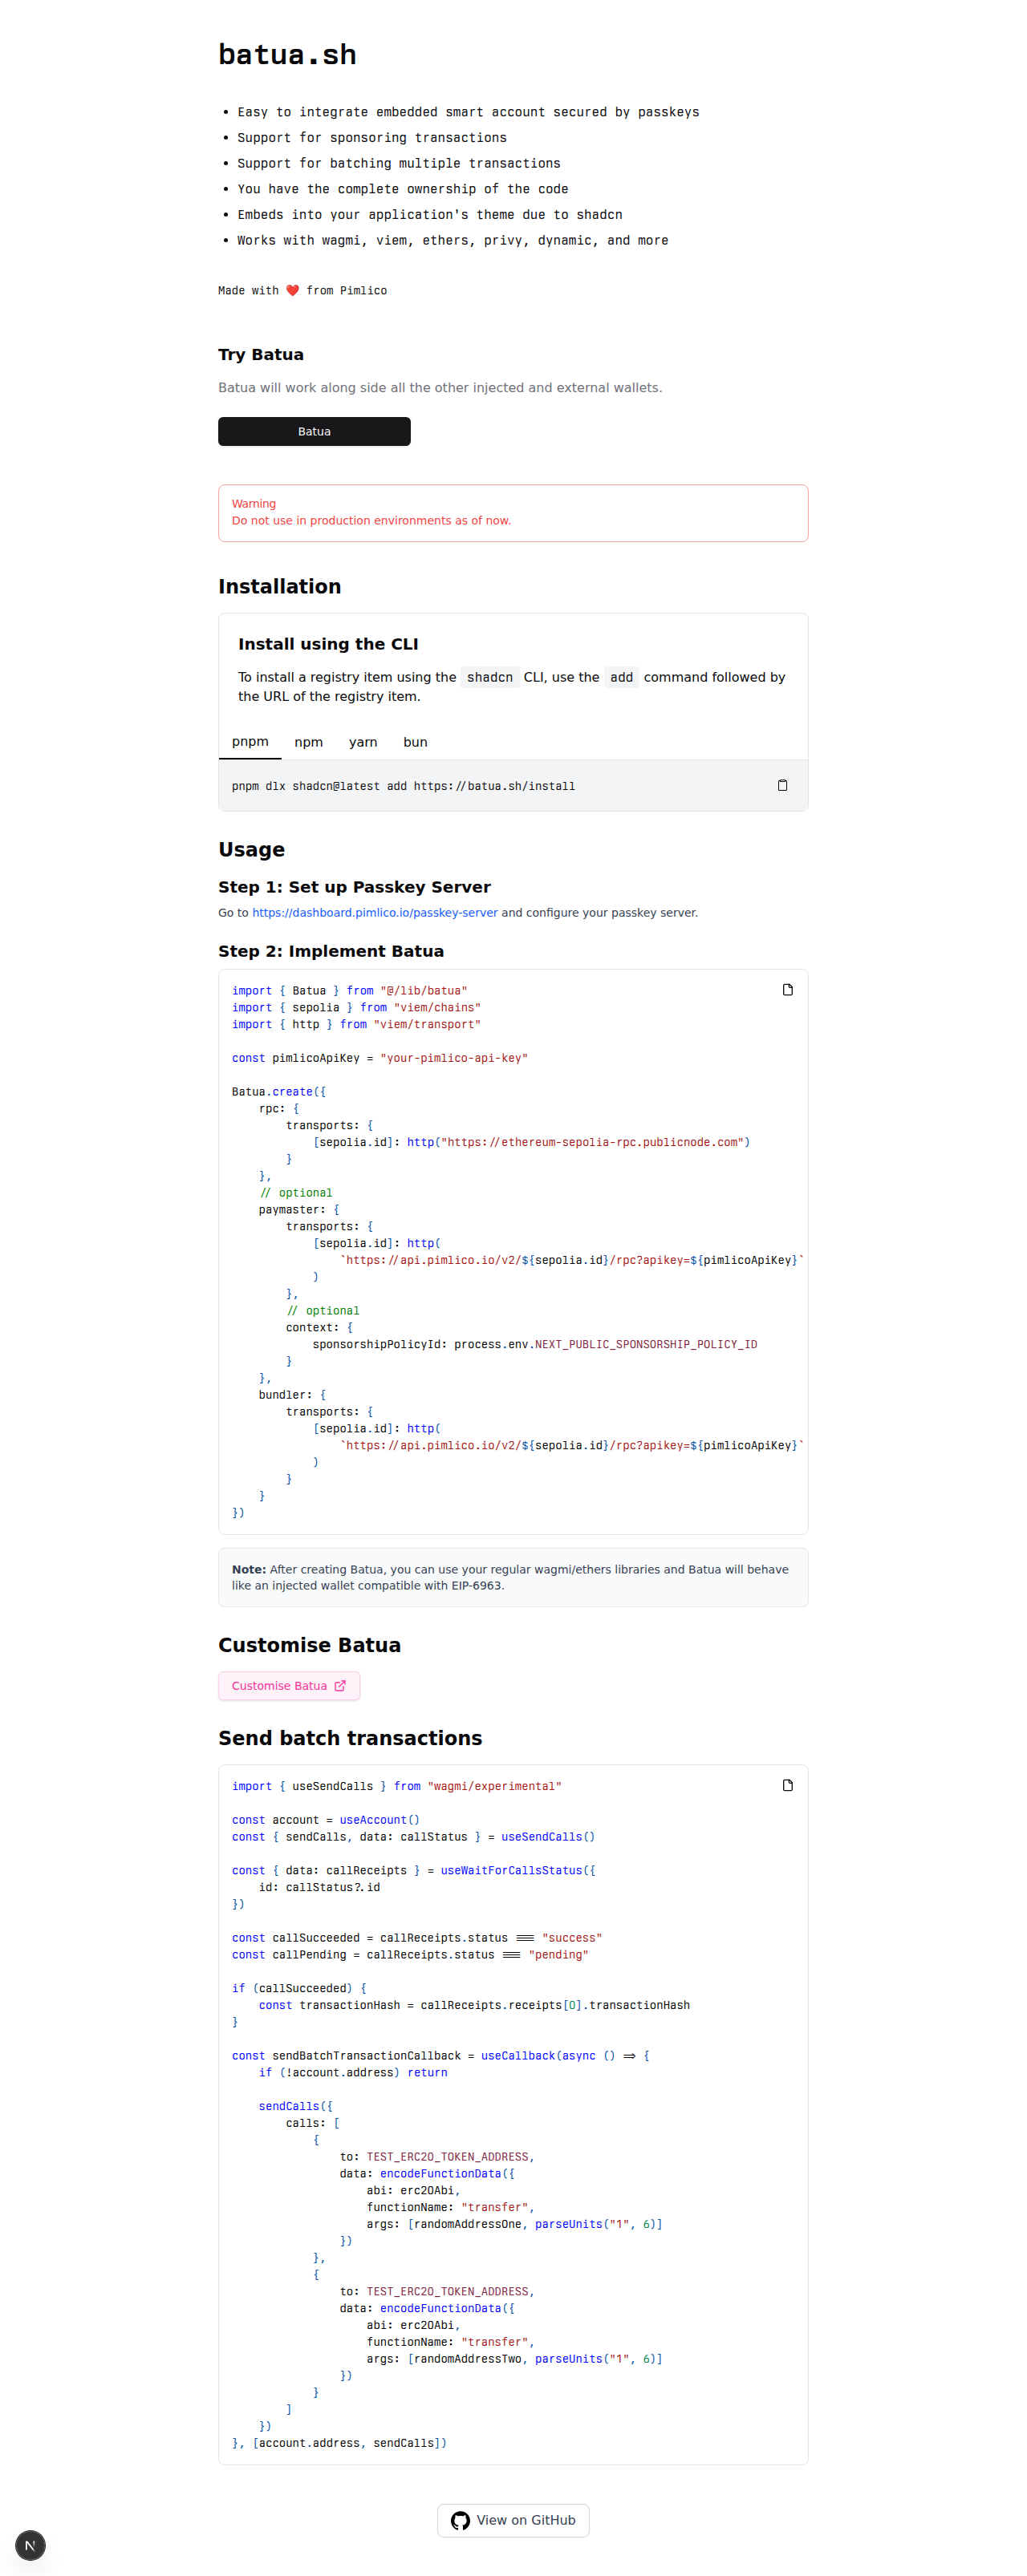 batua.sh
• Easy to integrate embedded smart account secured by passkeys
• Support for sponsoring transactions
• Support for batching multiple transactions
• You have the complete ownership of the code
• Embeds into your application's theme due to shadcn
• Works with wagmi, viem, ethers, privy, dynamic, and more
Made with ❤️ from Pimlico
Try Batua
Batua will work along side all the other injected and external wallets.
Batua
Warning
Do not use in production environments as of now.
Installation
Install using the CLI
To install a registry item using the shadcn CLI, use the add command followed by
the URL of the registry item.
pnpm npm yarn bun
pnpm dlx shadcn@latest add https://batua.sh/install
Usage
Step 1: Set up Passkey Server
Go to https://dashboard.pimlico.io/passkey-server and configure your passkey server.
Step 2: Implement Batua
import { Batua } from "@/lib/batua"
import { sepolia } from "viem/chains"
import { http } from "viem/transport"
const pimlicoApiKey = "your-pimlico-api-key"
Batua.create({
    rpc: {
        transports: {
            [sepolia.id]: http("https://ethereum-sepolia-rpc.publicnode.com")
        }
    },
    // optional
    paymaster: {
        transports: {
            [sepolia.id]: http(
                `https://api.pimlico.io/v2/${sepolia.id}/rpc?apikey=${pimlicoApiKey}`
            )
        },
        // optional
        context: {
            sponsorshipPolicyId: process.env.NEXT_PUBLIC_SPONSORSHIP_POLICY_ID
        }
    },
    bundler: {
        transports: {
            [sepolia.id]: http(
                `https://api.pimlico.io/v2/${sepolia.id}/rpc?apikey=${pimlicoApiKey}`
            )
        }
    }
})
Note: After creating Batua, you can use your regular wagmi/ethers libraries and Batua will behave
like an injected wallet compatible with EIP-6963.
Customise Batua
Customise Batua
Send batch transactions
import { useSendCalls } from "wagmi/experimental"
const account = useAccount()
const { sendCalls, data: callStatus } = useSendCalls()
const { data: callReceipts } = useWaitForCallsStatus({
    id: callStatus?.id
})
const callSucceeded = callReceipts.status === "success"
const callPending = callReceipts.status === "pending"
if (callSucceeded) {
    const transactionHash = callReceipts.receipts[0].transactionHash
}
const sendBatchTransactionCallback = useCallback(async () => {
    if (!account.address) return
    sendCalls({
        calls: [
            {
                to: TEST_ERC20_TOKEN_ADDRESS,
                data: encodeFunctionData({
                    abi: erc20Abi,
                    functionName: "transfer",
                    args: [randomAddressOne, parseUnits("1", 6)]
                })
            },
            {
                to: TEST_ERC20_TOKEN_ADDRESS,
                data: encodeFunctionData({
                    abi: erc20Abi,
                    functionName: "transfer",
                    args: [randomAddressTwo, parseUnits("1", 6)]
                })
            }
        ]
    })
}, [account.address, sendCalls])
View on GitHub
N